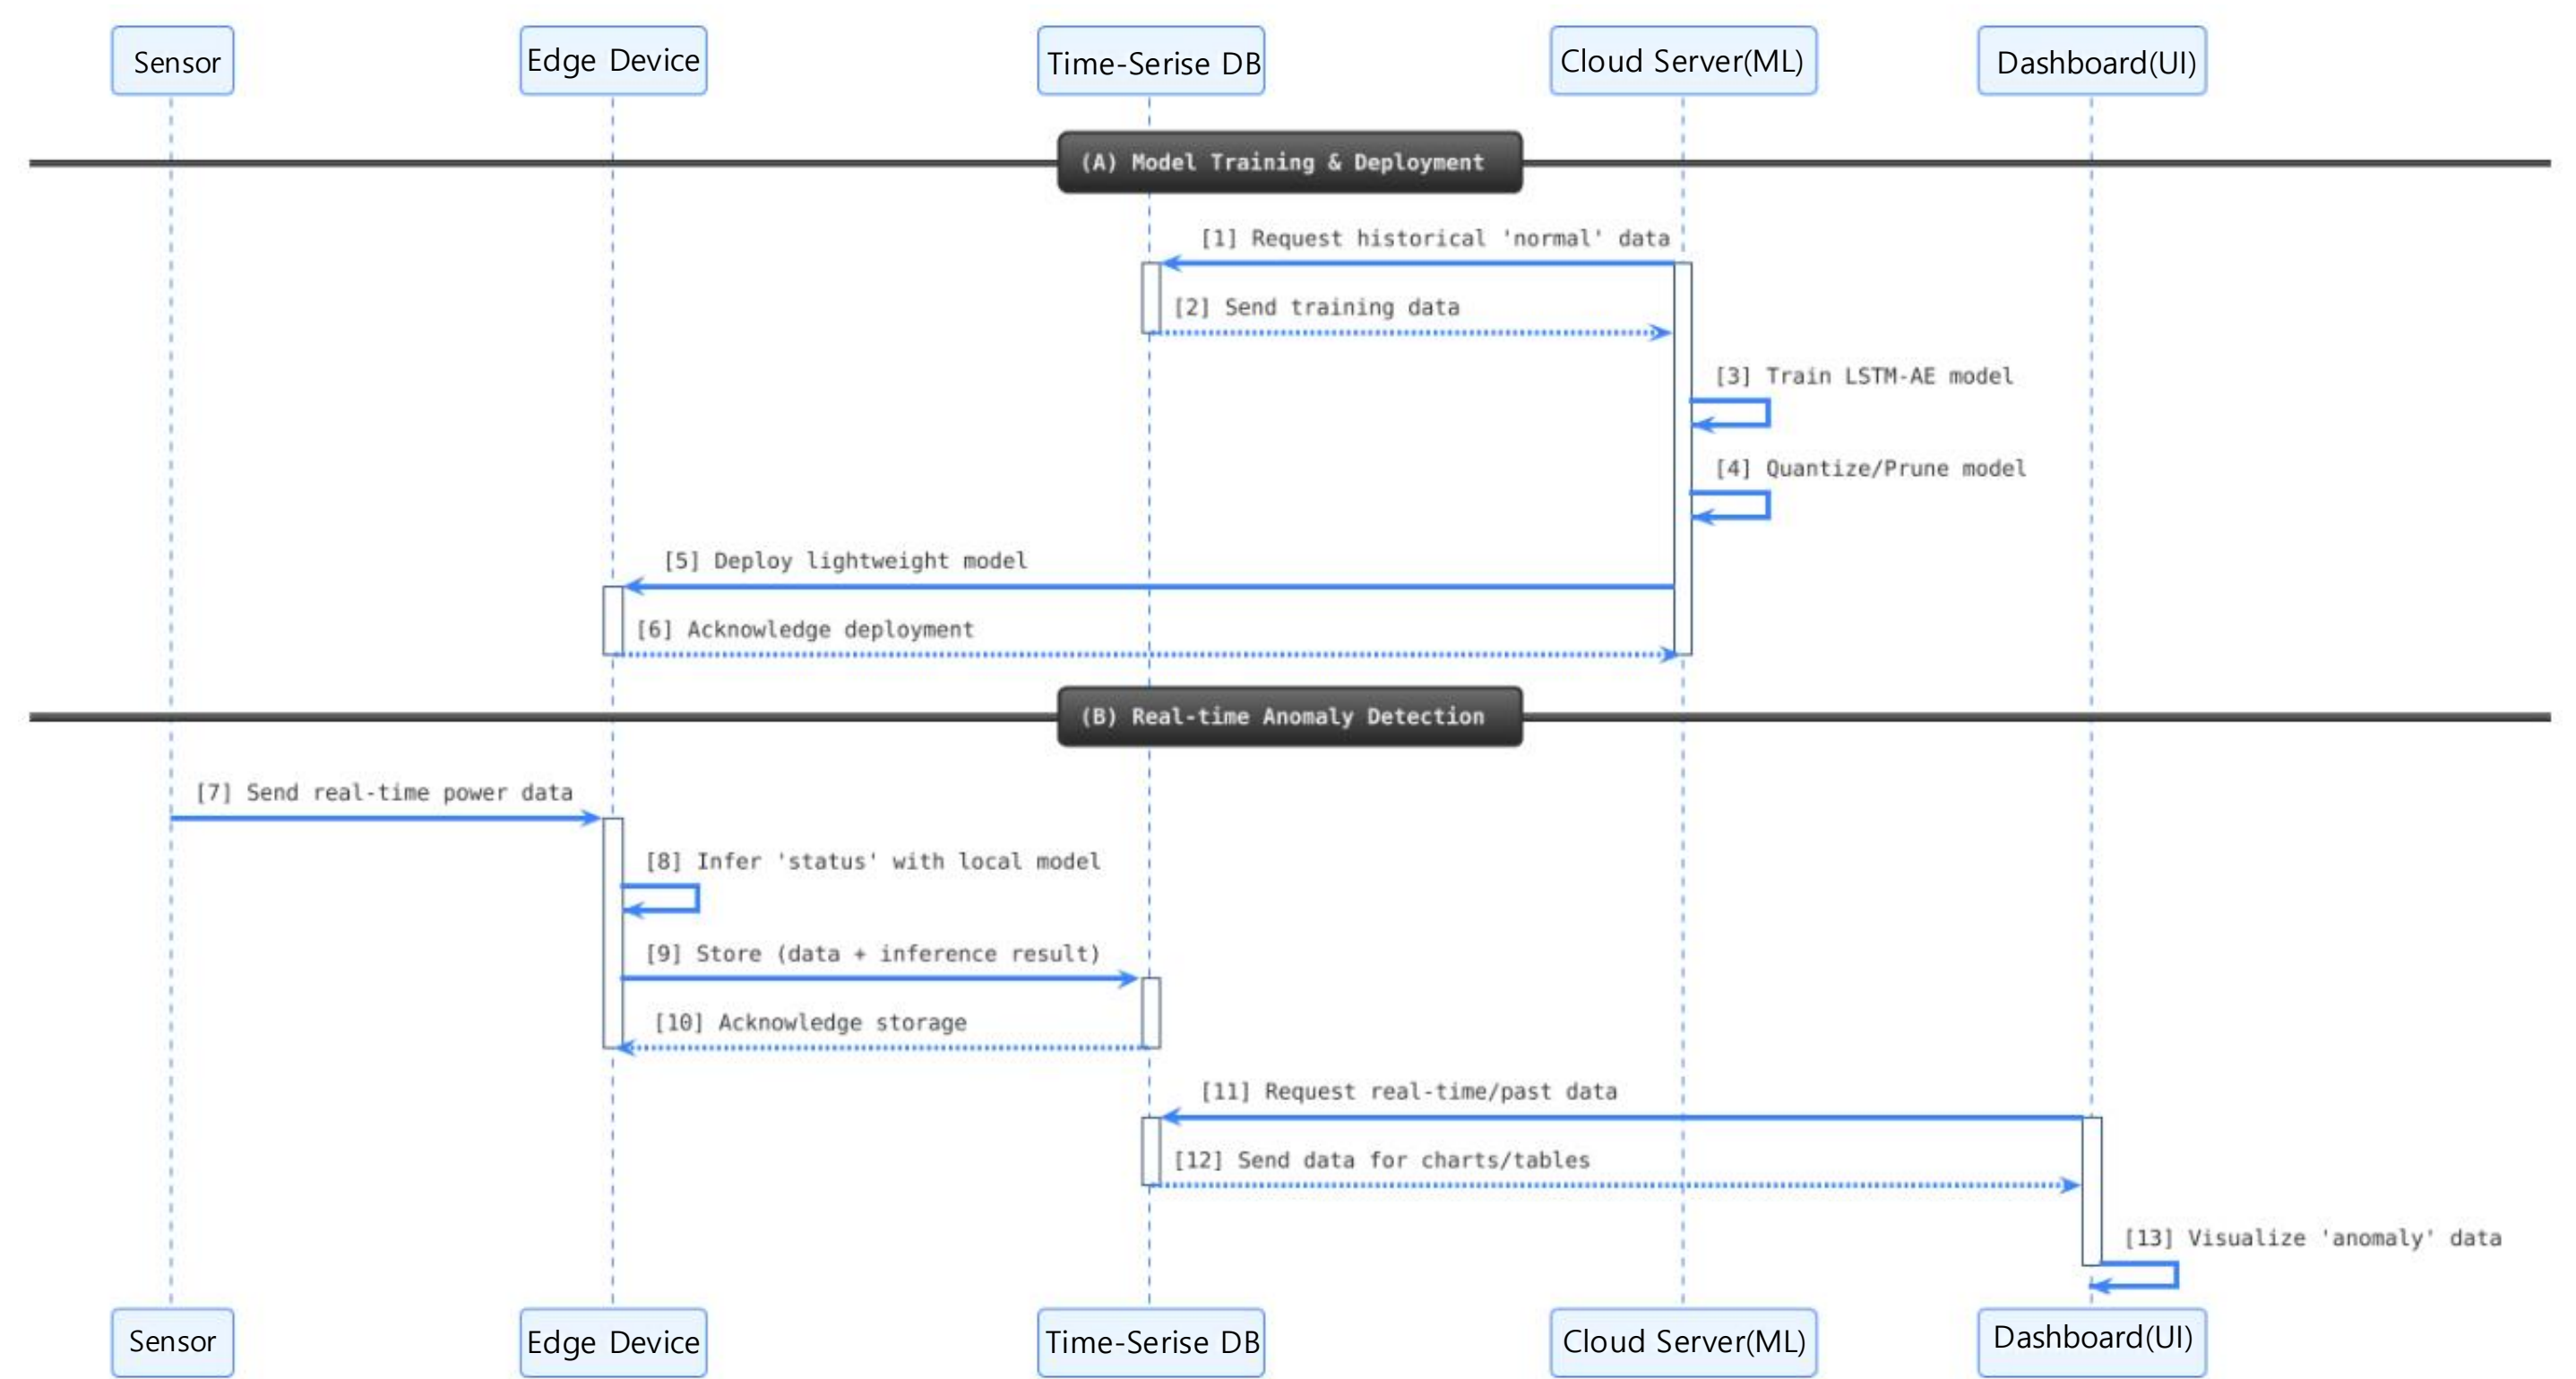 Sensor
Edge Device
Time-Serise DB
Cloud Server(ML)
Dashboard(UI)
(A) Model Training & Deployment
[1] Request historical 'normal' data
[2] Send training data
[3] Train LSTM-AE model
[4] Quantize/Prune model
[5] Deploy lightweight model
[6] Acknowledge deployment
(B) Real-time Anomaly Detection
[7] Send real-time power data
[8] Infer 'status' with local model
[9] Store (data + inference result)
[10] Acknowledge storage
[11] Request real-time/past data
[12] Send data for charts/tables
[13] Visualize 'anomaly' data
Sensor
Edge Device
Time-Serise DB
Cloud Server(ML)
Dashboard(UI)